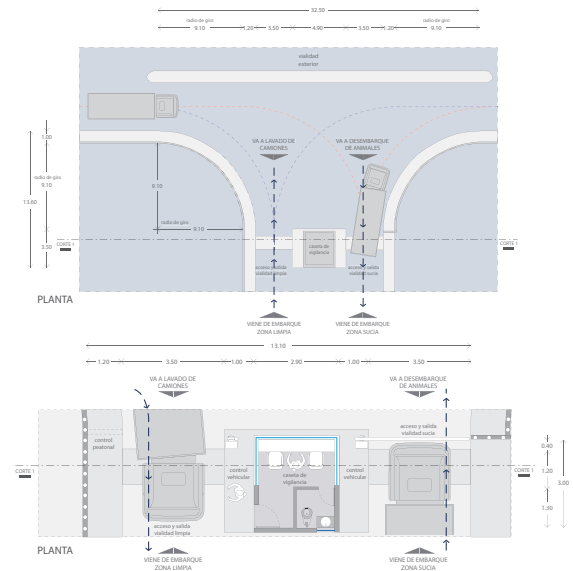 32.50
radio de giro
radio de giro
9.10
1.20
3.50
4.90
3.50
1.20
9.10
vialidad
exterior
1.00
VA A LAVADO DE
CAMIONES
VA A DESEMBARQUE
DE ANIMALES
radio de giro
9.10
9.10
13.60
radio de giro
9.10
3.50
CORTE 1
CORTE 1
caseta de
vigilancia
acceso y salida
vialidad limpia
acceso y salida
vialidad sucia
PLANTA
VIENE DE EMBARQUE
ZONA LIMPIA
VIENE DE EMBARQUE
ZONA SUCIA
13.10
1.20
3.50
1.00
2.90
1.00
3.50
VA A LAVADO DE
CAMIONES
VA A DESEMBARQUE
DE ANIMALES
control
peatonal
acceso y salida
vialidad sucia
0.40
CORTE 1
CORTE 1
control
vehicular
caseta de
vigilancia
control
vehicular
1.20
3.00
1.30
acceso y salida
vialidad limpia
PLANTA
VIENE DE EMBARQUE
ZONA LIMPIA
VIENE DE EMBARQUE
ZONA SUCIA